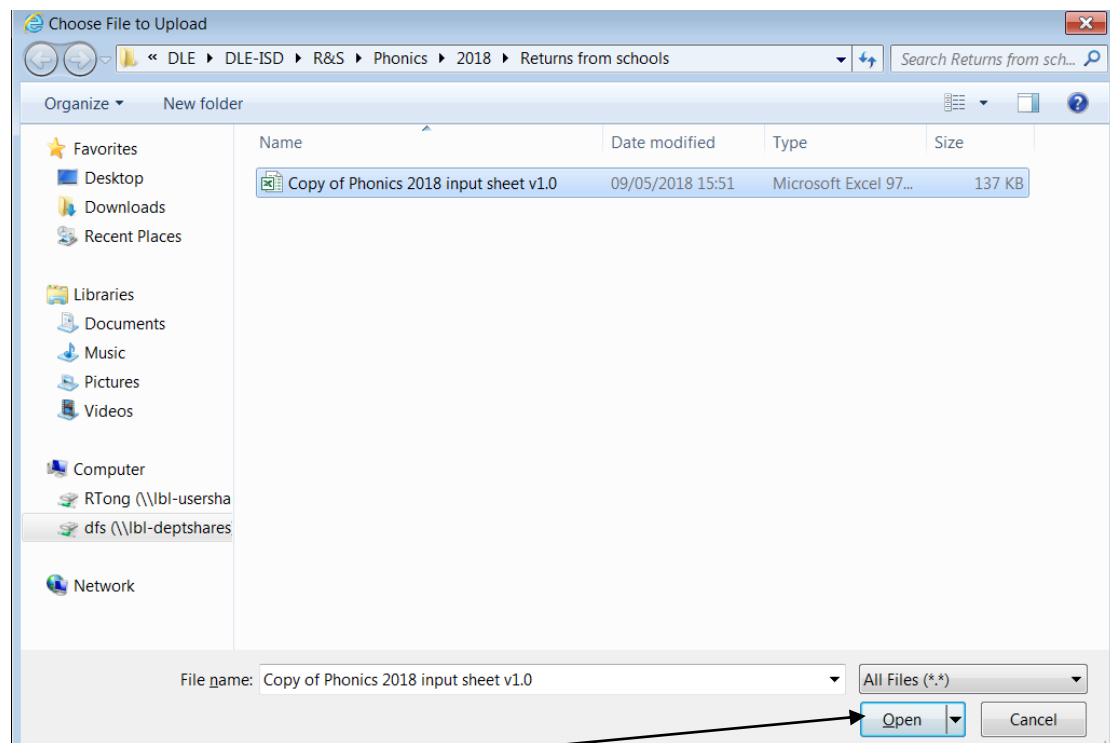 Choose File to Upload
« DLE ▸ DLE-ISD ▸ R&S ▸ Phonics ▸ 2018 ▸ Returns from schools
Search Returns from sch...
Organize New folder
Name Date modified Type Size
Favorites
Desktop
Copy of Phonics 2018 input sheet v1.0 09/05/2018 15:51 Microsoft Excel 97... 137 KB
Downloads
Recent Places
Libraries
Documents
Music
Pictures
Videos
Computer
RTong (\\lbl-usersha
dfs (\\lbl-deptshares
Network
File name: Copy of Phonics 2018 input sheet v1.0 All Files (*.*)
Open Cancel